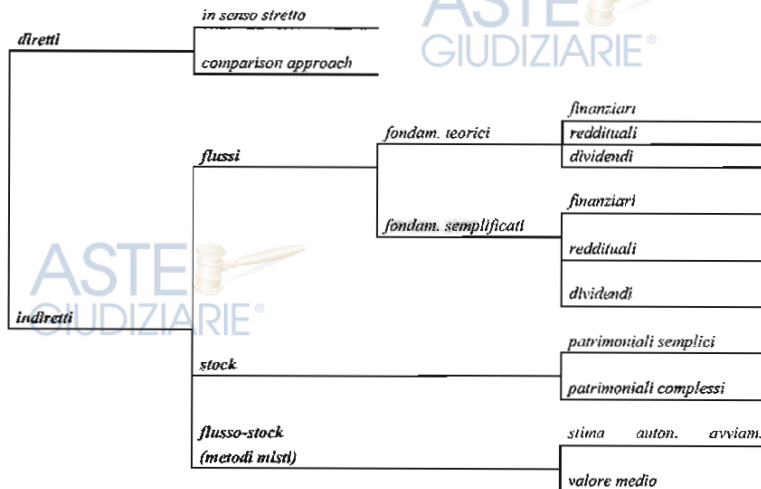 in senso stretto
ASTE
diretti
GIUDIZIARIE®
comparison approach
finanziari
fondam. teorici
reddituali
flussi
dividendi
finanziari
fondam. semplificati
ASTE
reddituali
dividendi
GIUDIZIARIE®
indiretti
patrimoniali semplici
stock
patrimoniali complessi
flusso-stock
stima auton. avviam.
(metodi misti)
valore medio